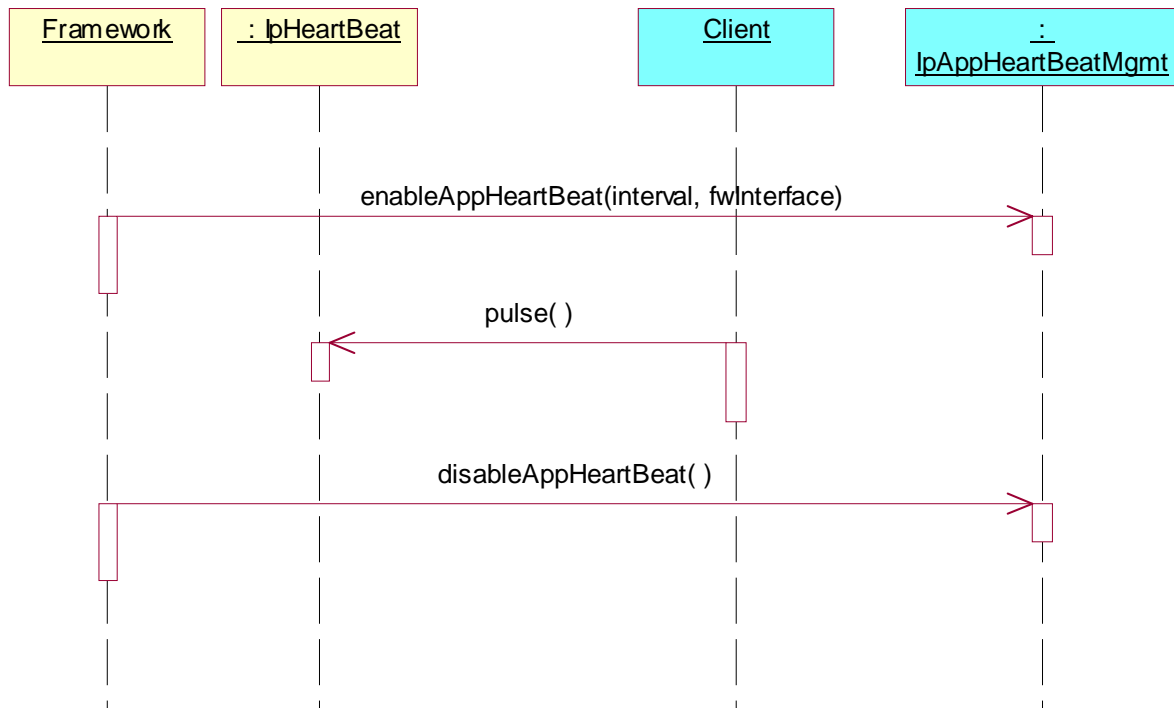 Framework
: IpHeartBeat
Client
:
IpAppHeartBeatMgmt
enableAppHeartBeat(interval, fwInterface)
pulse( )
disableAppHeartBeat( )